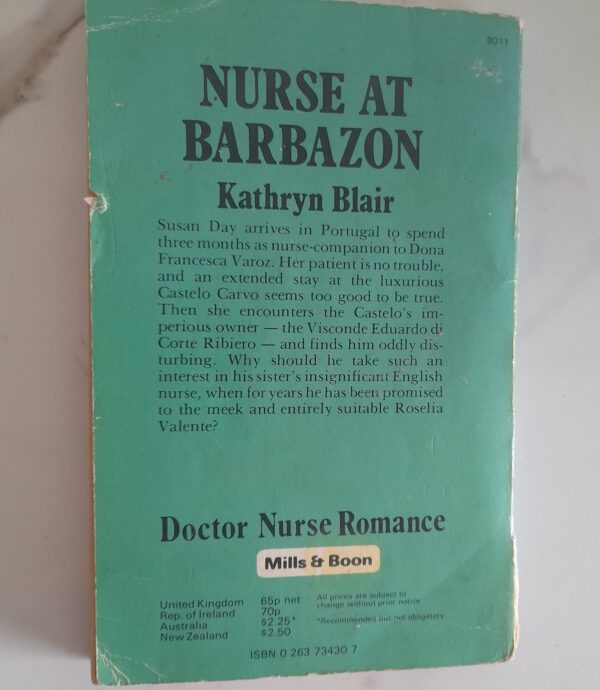 8011
NURSE AT
BARBAZON
Kathryn Blair
Susan Day arrives in Portugal to spend
three months as nurse-companion to Dona
Francesca Varoz. Her patient is no trouble,
and an extended stay at the luxurious
Castelo Carvo seems too good to be true.
Then she encounters the Castelo's im-
perious owner — the Visconde Eduardo di
Corte Ribiero — and finds him oddly dis-
turbing. Why should he take such an
interest in his sister's insignificant English
nurse, when for years he has been promised
to the meek and entirely suitable Roselia
Valente?
Doctor Nurse Romance
Mills & Boon
United Kingdom 65p net
Rep. of Ireland 70p
Australia $2.25*
New Zealand $2.50
All prices are subject to
change without prior notice
*Recommended but not obligatory
ISBN 0 263 73430 7